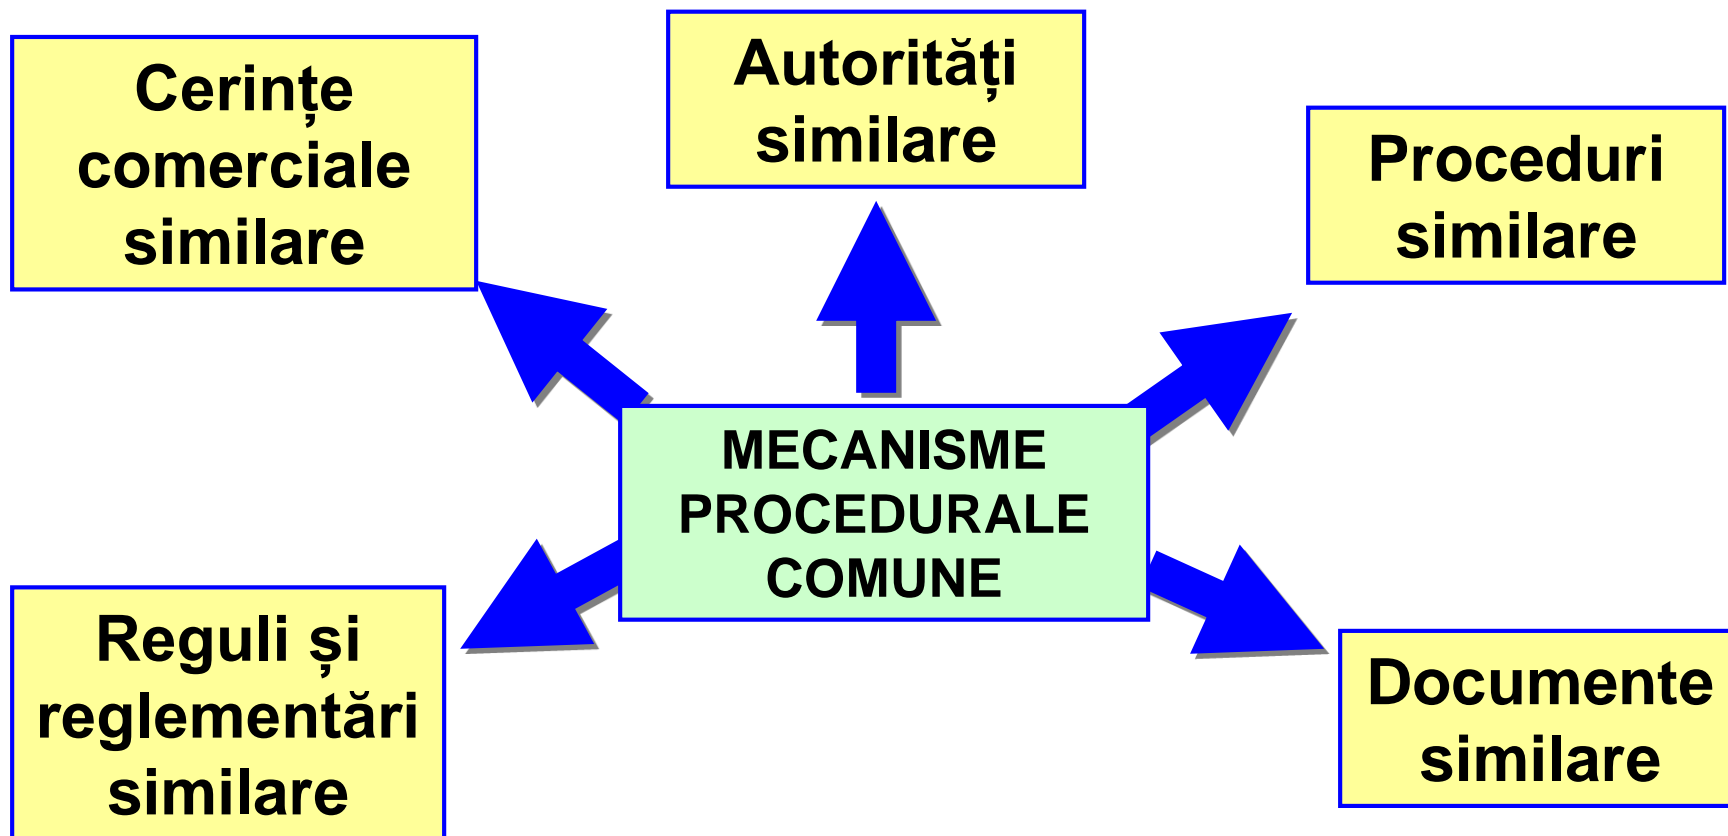 Cerințe
comerciale
similare
Autorități
similare
Proceduri
similare
MECANISME
PROCEDURALE
COMUNE
Reguli și
reglementări
similare
Documente
similare